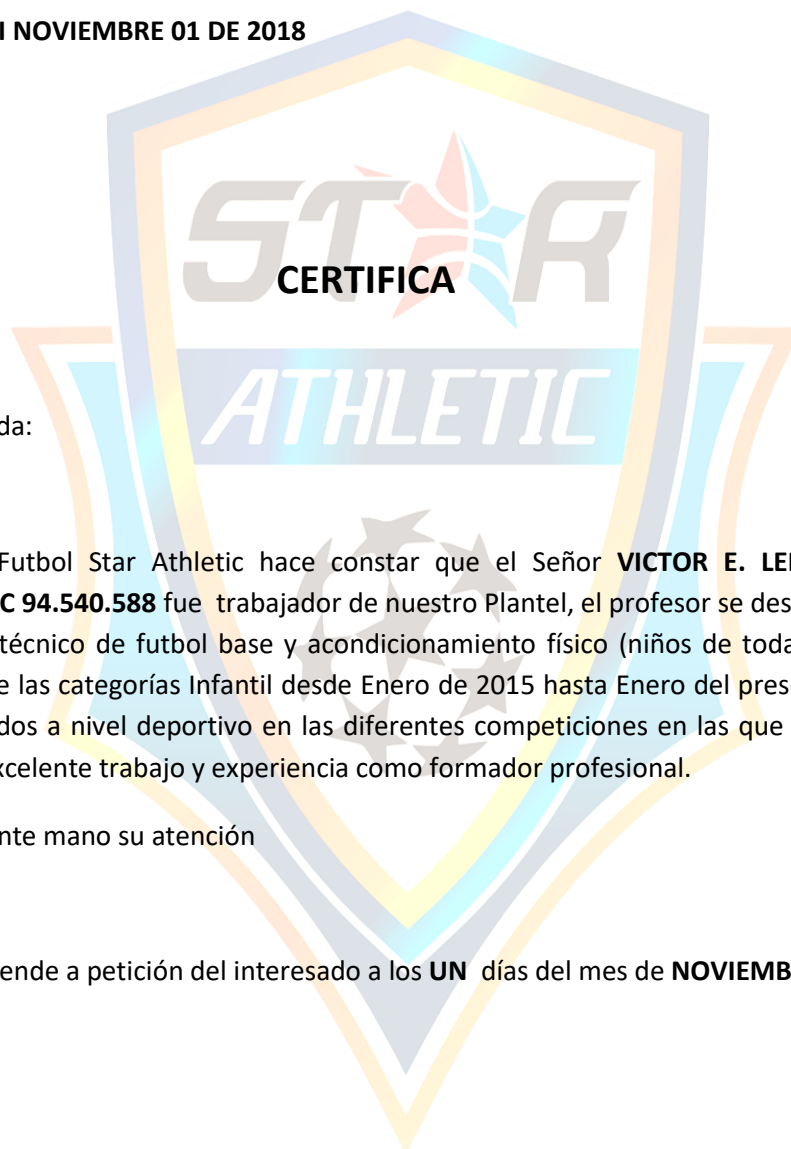 I NOVIEMBRE 01 DE 2018
STAR
CERTIFICA
ATHLETIC
da:
Futbol Star Athletic hace constar que el Señor VICTOR E. LE
C 94.540.588 fue trabajador de nuestro Plantel, el profesor se des
técnico de futbol base y acondicionamiento físico (niños de toda
e las categorías Infantil desde Enero de 2015 hasta Enero del pres
dos a nivel deportivo en las diferentes competiciones en las que
xcelente trabajo y experiencia como formador profesional.
nte mano su atención
ende a petición del interesado a los UN días del mes de NOVIEMB